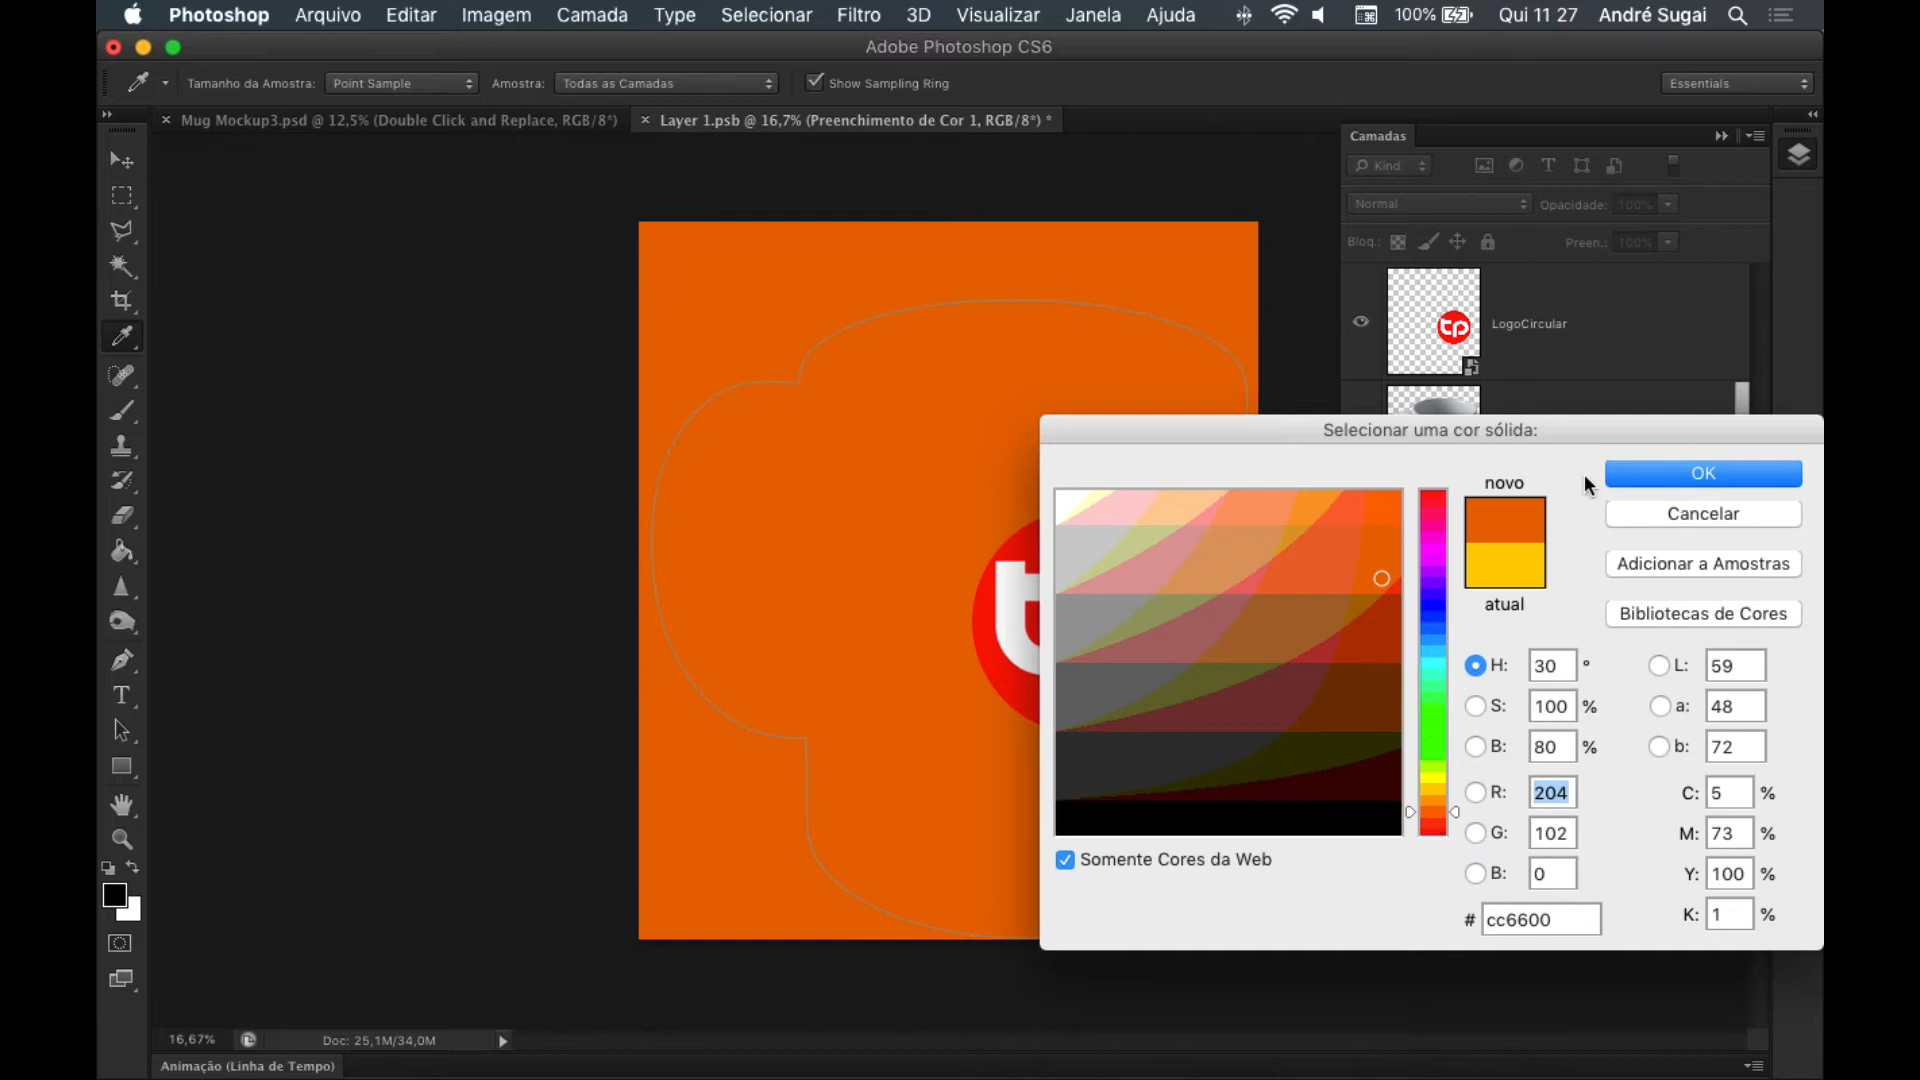 Photoshop Arquivo Editar Imagem Camada Type Selecionar Filtro 3D Visualizar Janela Ajuda 100% Qui 11 27 André Sugai
Adobe Photoshop CS6
Tamanho da Amostra: Point Sample Amostra: Todas as Camadas Show Sampling Ring Essentials
Mug Mockup3.psd @ 12,5% (Double Click and Replace, RGB/8*) Layer 1.psb @ 16,7% (Preenchimento de Cor 1, RGB/8*) *
Camadas
Kind
Normal Opacidade: 100%
Bloq.: Preen.: 100%
tp LogoCircular
t
Selecionar uma cor sólida:
novo
OK
Cancelar
Adicionar a Amostras
atual
Bibliotecas de Cores
H: 30 ° L: 59
S: 100 % a: 48
B: 80 % b: 72
R: 204 C: 5 %
G: 102 M: 73 %
B: 0 Y: 100 %
# cc6600 K: 1 %
Somente Cores da Web
16,67% Doc: 25,1M/34,0M
Animação (Linha de Tempo)